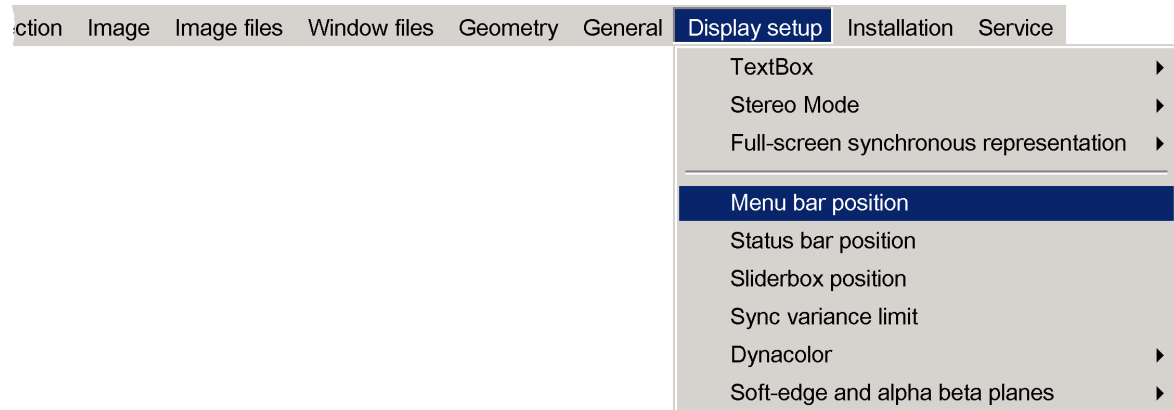 ction Image Image files Window files Geometry General Display setup Installation Service
TextBox
Stereo Mode
Full-screen synchronous representation
Menu bar position
Status bar position
Sliderbox position
Sync variance limit
Dynacolor
Soft-edge and alpha beta planes